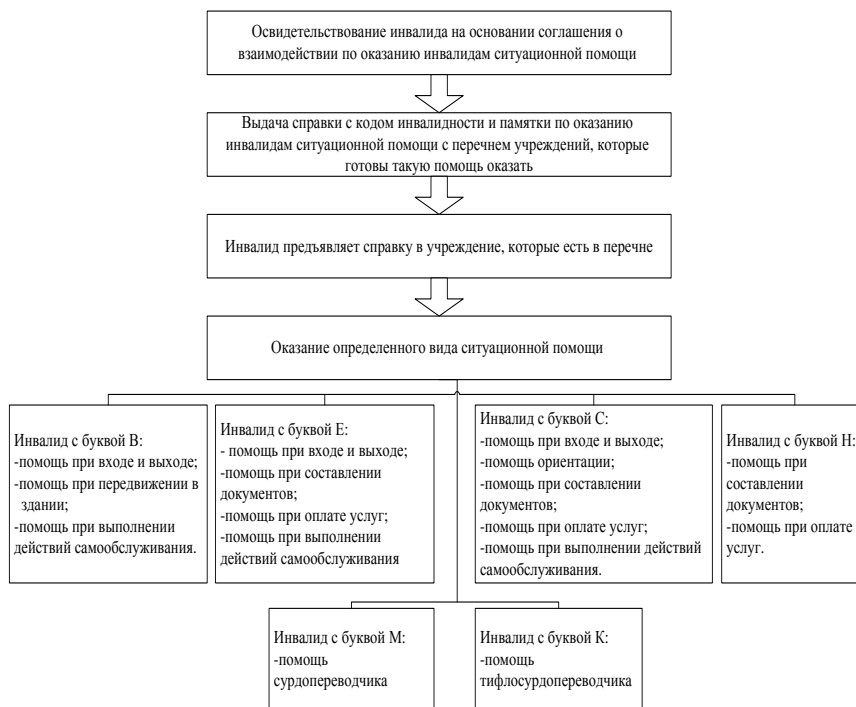 Освидетельствование инвалида на основании соглашения о
взаимодействии по оказанию инвалидам ситуационной помощи
Выдача справки с кодом инвалидности и памятки по оказанию
инвалидам ситуационной помощи с перечнем учреждений, которые
готовы такую помощь оказать
Инвалид предъявляет справку в учреждение, которые есть в перечне
Оказание определенного вида ситуационной помощи
Инвалид с буквой В:
-помощь при входе и выходе;
-помощь при передвижении в
здании;
-помощь при выполнении
действий самообслуживания.
Инвалид с буквой Е:
- помощь при входе и выходе;
-помощь при составлении
документов;
-помощь при оплате услуг;
-помощь при выполнении
действий самообслуживания
Инвалид с буквой С:
-помощь при входе и выходе;
-помощь ориентации;
-помощь при составлении
документов;
-помощь при оплате услуг;
-помощь при выполнении действий
самообслуживания.
Инвалид с буквой Н:
-помощь при
составлении
документов;
-помощь при оплате
услуг.
Инвалид с буквой М:
-помощь
сурдопереводчика
Инвалид с буквой К:
-помощь
тифлосурдопереводчика